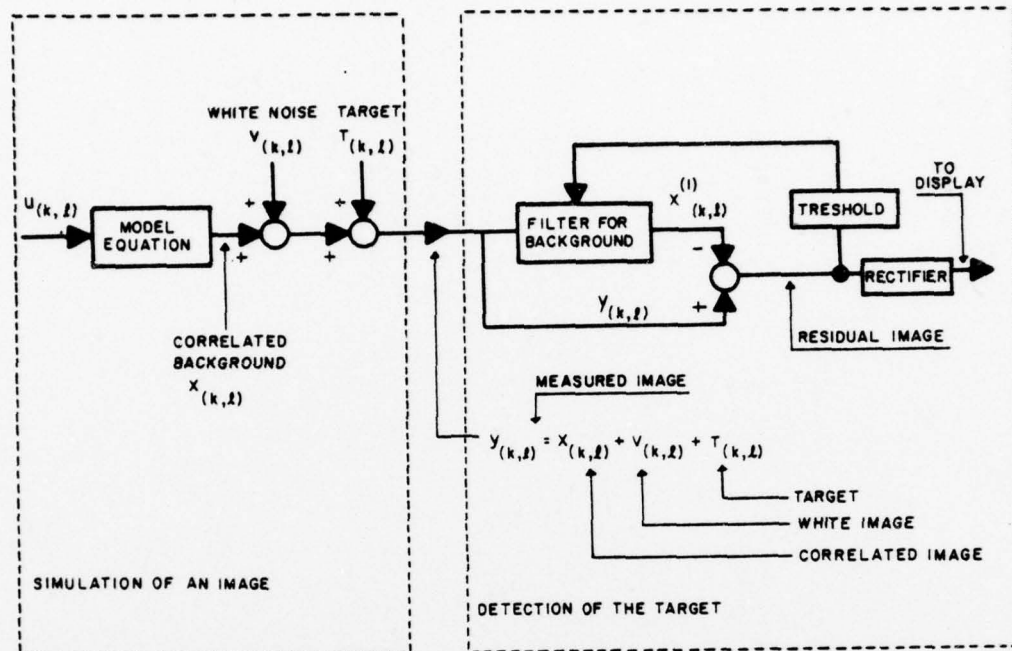 WHITE NOISE
V(k,ℓ)
TARGET
T(k,ℓ)
U(k,ℓ)
MODEL
EQUATION
+
+
+
+
CORRELATED
BACKGROUND
X(k,ℓ)
SIMULATION OF AN IMAGE
FILTER FOR
BACKGROUND
X(1)(k,ℓ)
-
+
y(k,ℓ)
TRESHOLD
TO
DISPLAY
RECTIFIER
RESIDUAL IMAGE
MEASURED IMAGE
y(k,ℓ) = X(k,ℓ) + V(k,ℓ) + T(k,ℓ)
TARGET
WHITE IMAGE
CORRELATED IMAGE
DETECTION OF THE TARGET